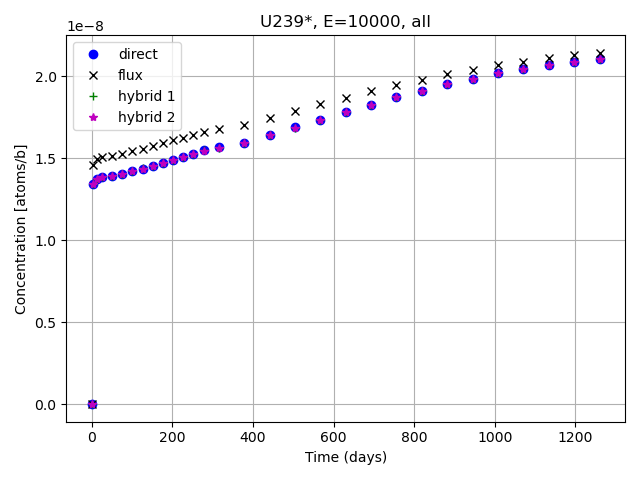 U239*, E=10000, all
1e−8
direct
flux
hybrid 1
hybrid 2
Concentration [atoms/b]
2.0
1.5
1.0
0.5
0.0
0 200 400 600 800 1000 1200
Time (days)